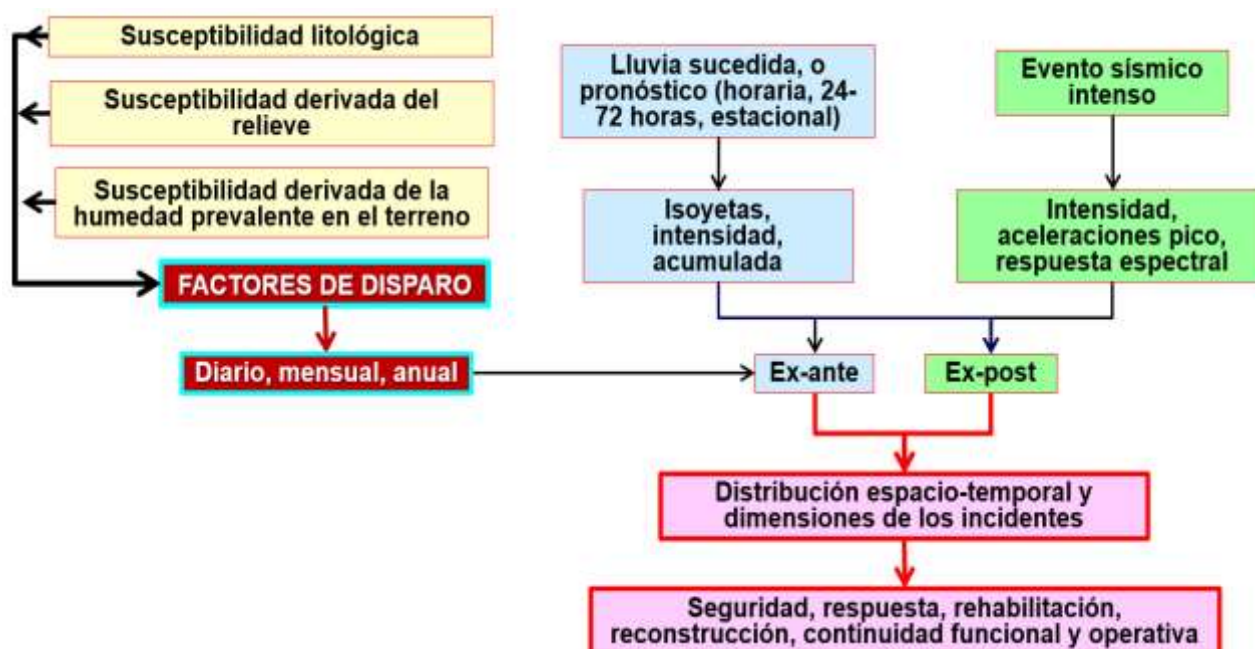 Susceptibilidad litológica
Susceptibilidad derivada del
relieve
Susceptibilidad derivada de la
humedad prevalente en el terreno
FACTORES DE DISPARO
Diario, mensual, anual
Lluvia sucedida, o
pronóstico (horaria, 24-
72 horas, estacional)
Isoyetas,
intensidad,
acumulada
Evento sísmico
intenso
Intensidad,
aceleraciones pico,
respuesta espectral
Ex-ante
Ex-post
Distribución espacio-temporal y
dimensiones de los incidentes
Seguridad, respuesta, rehabilitación,
reconstrucción, continuidad funcional y operativa